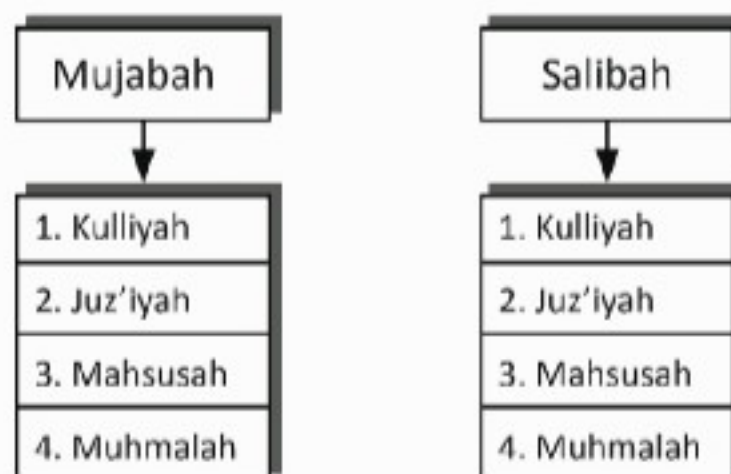 Mujabah
1. Kulliyah
2. Juz’iyah
3. Mahsusah
4. Muhmalah
Salibah
1. Kulliyah
2. Juz’iyah
3. Mahsusah
4. Muhmalah